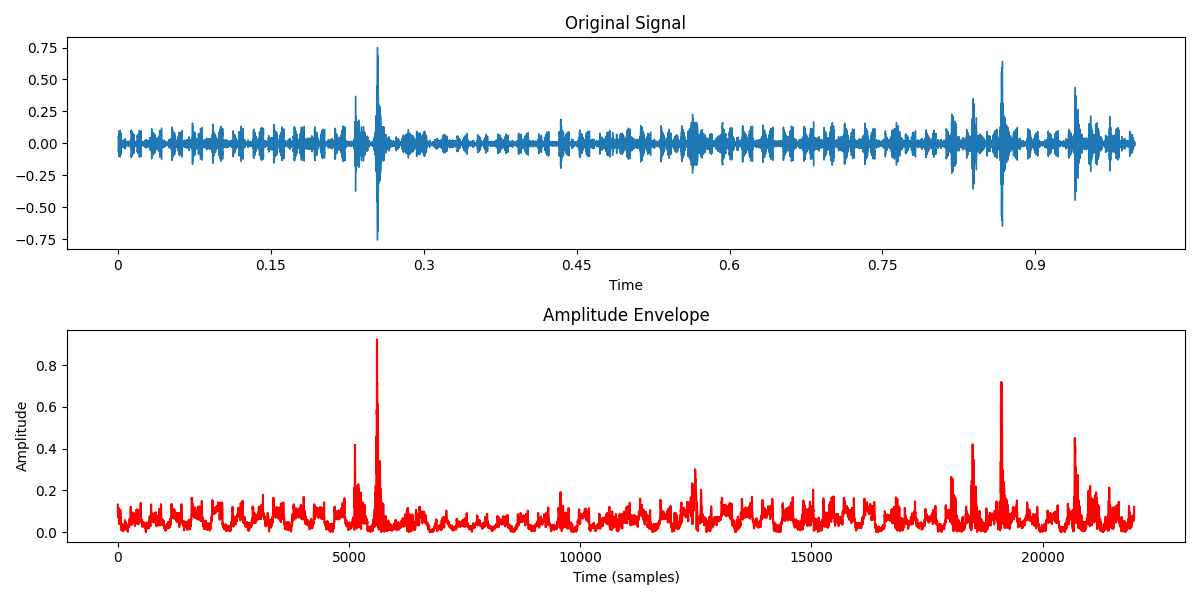 Original Signal
0.75
0.50
0.25
0.00
−0.25
−0.50
−0.75
0 0.15 0.3 0.45 0.6 0.75 0.9
Time
Amplitude Envelope
Amplitude
0.8
0.6
0.4
0.2
0.0
0 5000 10000 15000 20000
Time (samples)